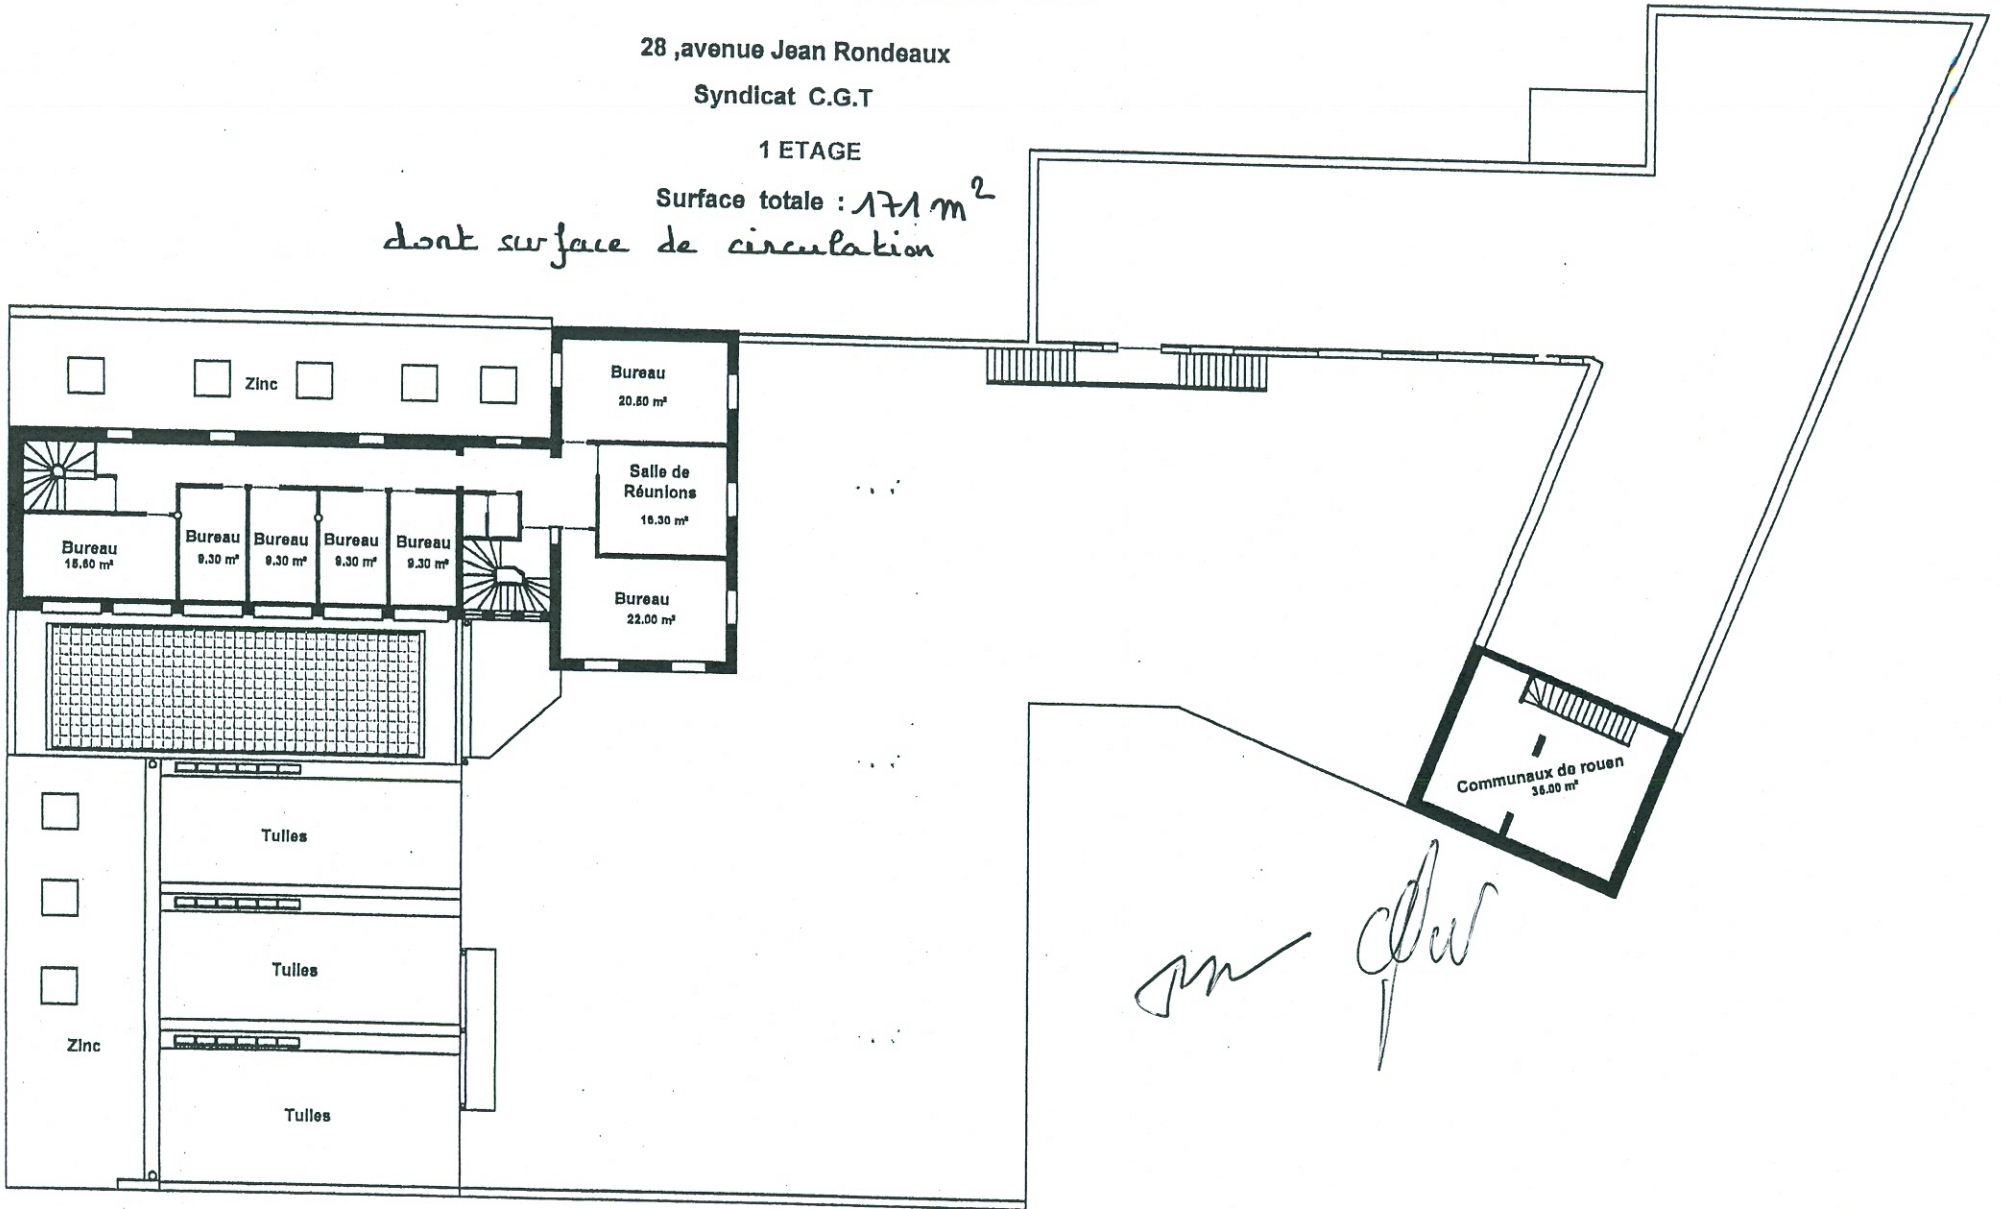 28 ,avenue Jean Rondeaux
Syndicat C.G.T
1 ETAGE
Surface totale : 171 m²
dont surface de circulation
Zinc
Bureau
20.50 m²
Salle de
Réunions
16.30 m²
Bureau
15.60 m²
Bureau
9.30 m²
Bureau
9.30 m²
Bureau
9.30 m²
Bureau
9.30 m²
Bureau
22.00 m²
Communaux de rouen
35.00 m²
Tuiles
Tuiles
Zinc
Tuiles